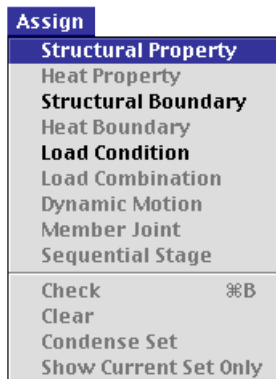 Assign
Structural Property
Heat Property
Structural Boundary
Heat Boundary
Load Condition
Load Combination
Dynamic Motion
Member Joint
Sequential Stage
Check ⌘B
Clear
Condense Set
Show Current Set Only